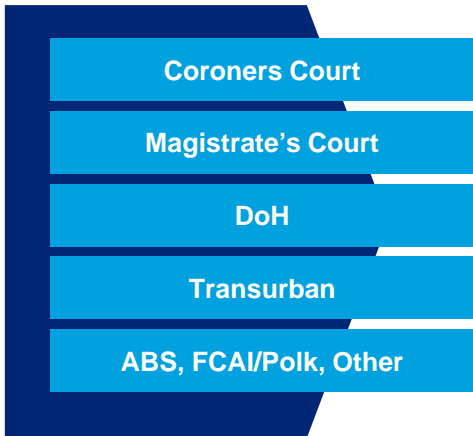 Coroners Court
Magistrate's Court
DoH
Transurban
ABS, FCAI/Polk, Other